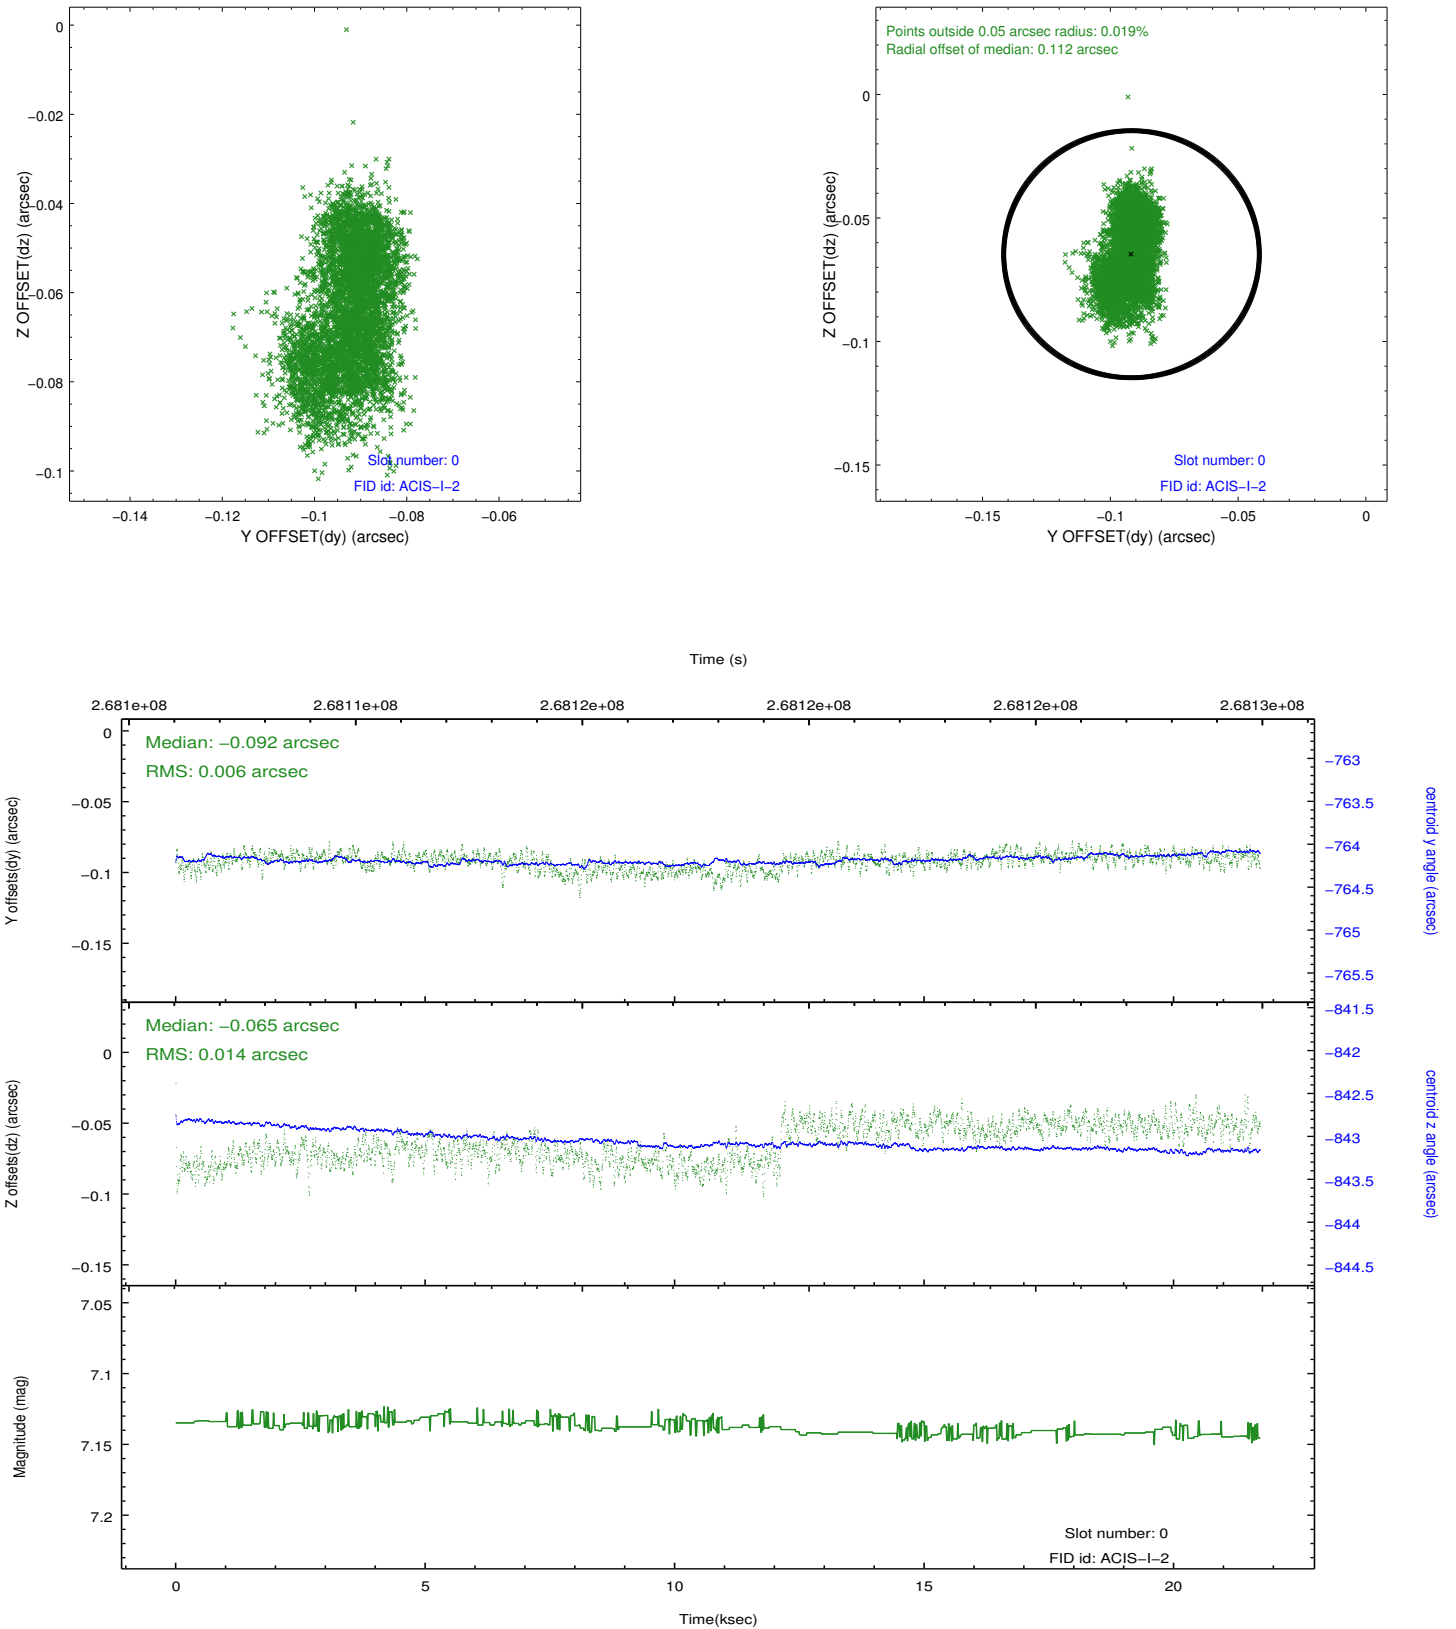 0
−0.02
−0.04
−0.06
−0.08
−0.1
Z OFFSET(dz) (arcsec)
Slot number: 0
FID id: ACIS−I−2
−0.14 −0.12 −0.1 −0.08 −0.06
Y OFFSET(dy) (arcsec)
Points outside 0.05 arcsec radius: 0.019%
Radial offset of median: 0.112 arcsec
0
−0.05
−0.1
−0.15
Z OFFSET(dz) (arcsec)
Slot number: 0
FID id: ACIS−I−2
−0.15 −0.1 −0.05 0
Y OFFSET(dy) (arcsec)
Time (s)
2.681e+08 2.6811e+08 2.6812e+08 2.6812e+08 2.6812e+08 2.6813e+08
Median: −0.092 arcsec
RMS: 0.006 arcsec
0
−0.05
−0.1
−0.15
Y offsets(dy) (arcsec)
−763
−763.5
−764
−764.5
−765
−765.5
centroid y angle (arcsec)
Median: −0.065 arcsec
RMS: 0.014 arcsec
0
−0.05
−0.1
−0.15
Z offsets(dz) (arcsec)
−841.5
−842
−842.5
−843
−843.5
−844
−844.5
centroid z angle (arcsec)
7.05
7.1
7.15
7.2
Magnitude (mag)
Slot number: 0
FID id: ACIS−I−2
0 5 10 15 20
Time(ksec)